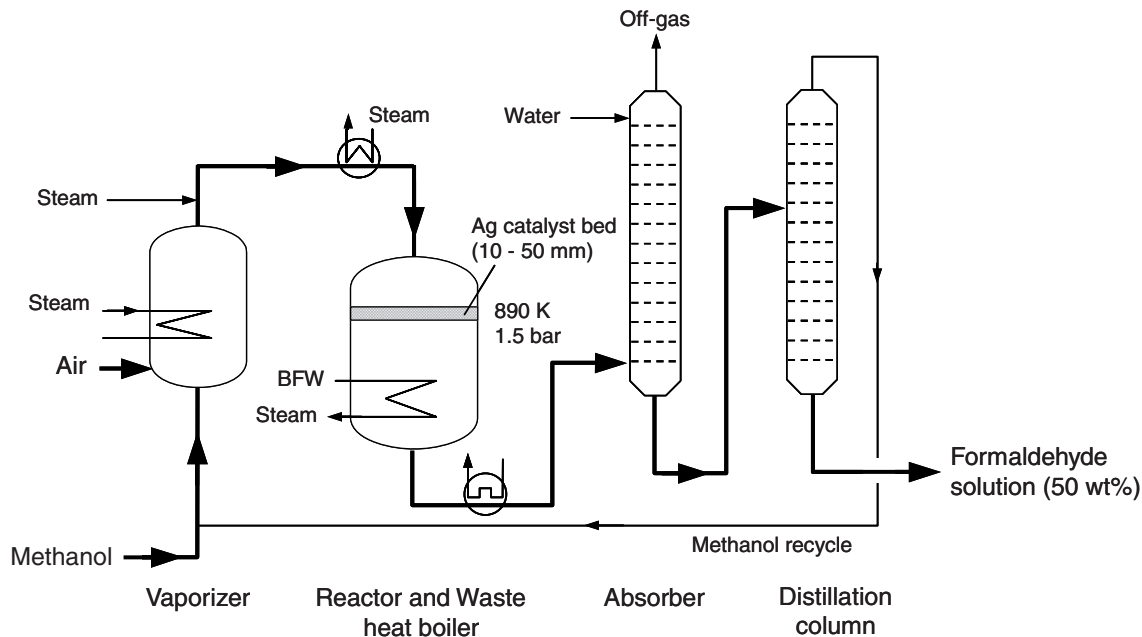 Off-gas
Steam
Water
Steam
Ag catalyst bed
(10 - 50 mm)
Steam
890 K
1.5 bar
Air
BFW
Steam
Formaldehyde
solution (50 wt%)
Methanol recycle
Methanol
Vaporizer
Reactor and Waste
heat boiler
Absorber
Distillation
column